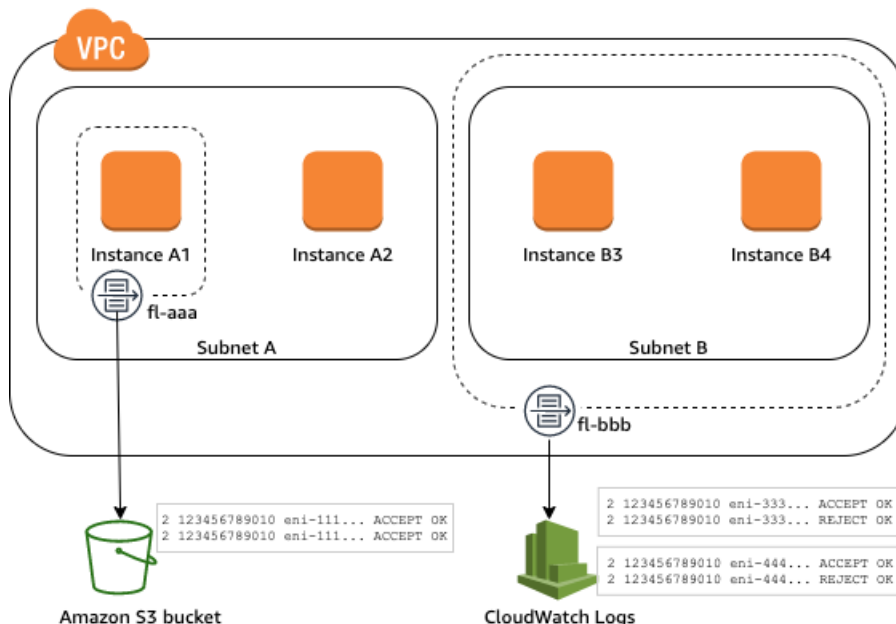 VPC
Instance A1
Instance A2
Instance B3
Instance B4
fl-aaa
Subnet A
Subnet B
fl-bbb
2 123456789010 eni-111... ACCEPT OK
2 123456789010 eni-111... ACCEPT OK
2 123456789010 eni-333... ACCEPT OK
2 123456789010 eni-333... REJECT OK
2 123456789010 eni-444... ACCEPT OK
2 123456789010 eni-444... REJECT OK
Amazon S3 bucket
CloudWatch Logs